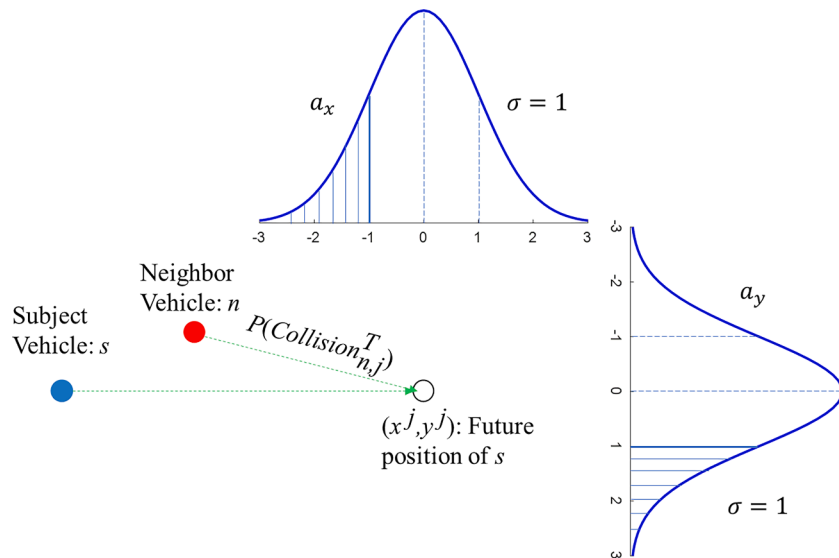 aₓ
σ = 1
-3 -2 -1 0 1 2 3
Neighbor
Vehicle: n
Subject
Vehicle: s
P(Collision^T_{n,j})
(x^j,y^j): Future
position of s
-3
-2
a_y
-1
0
1
2
σ = 1
3